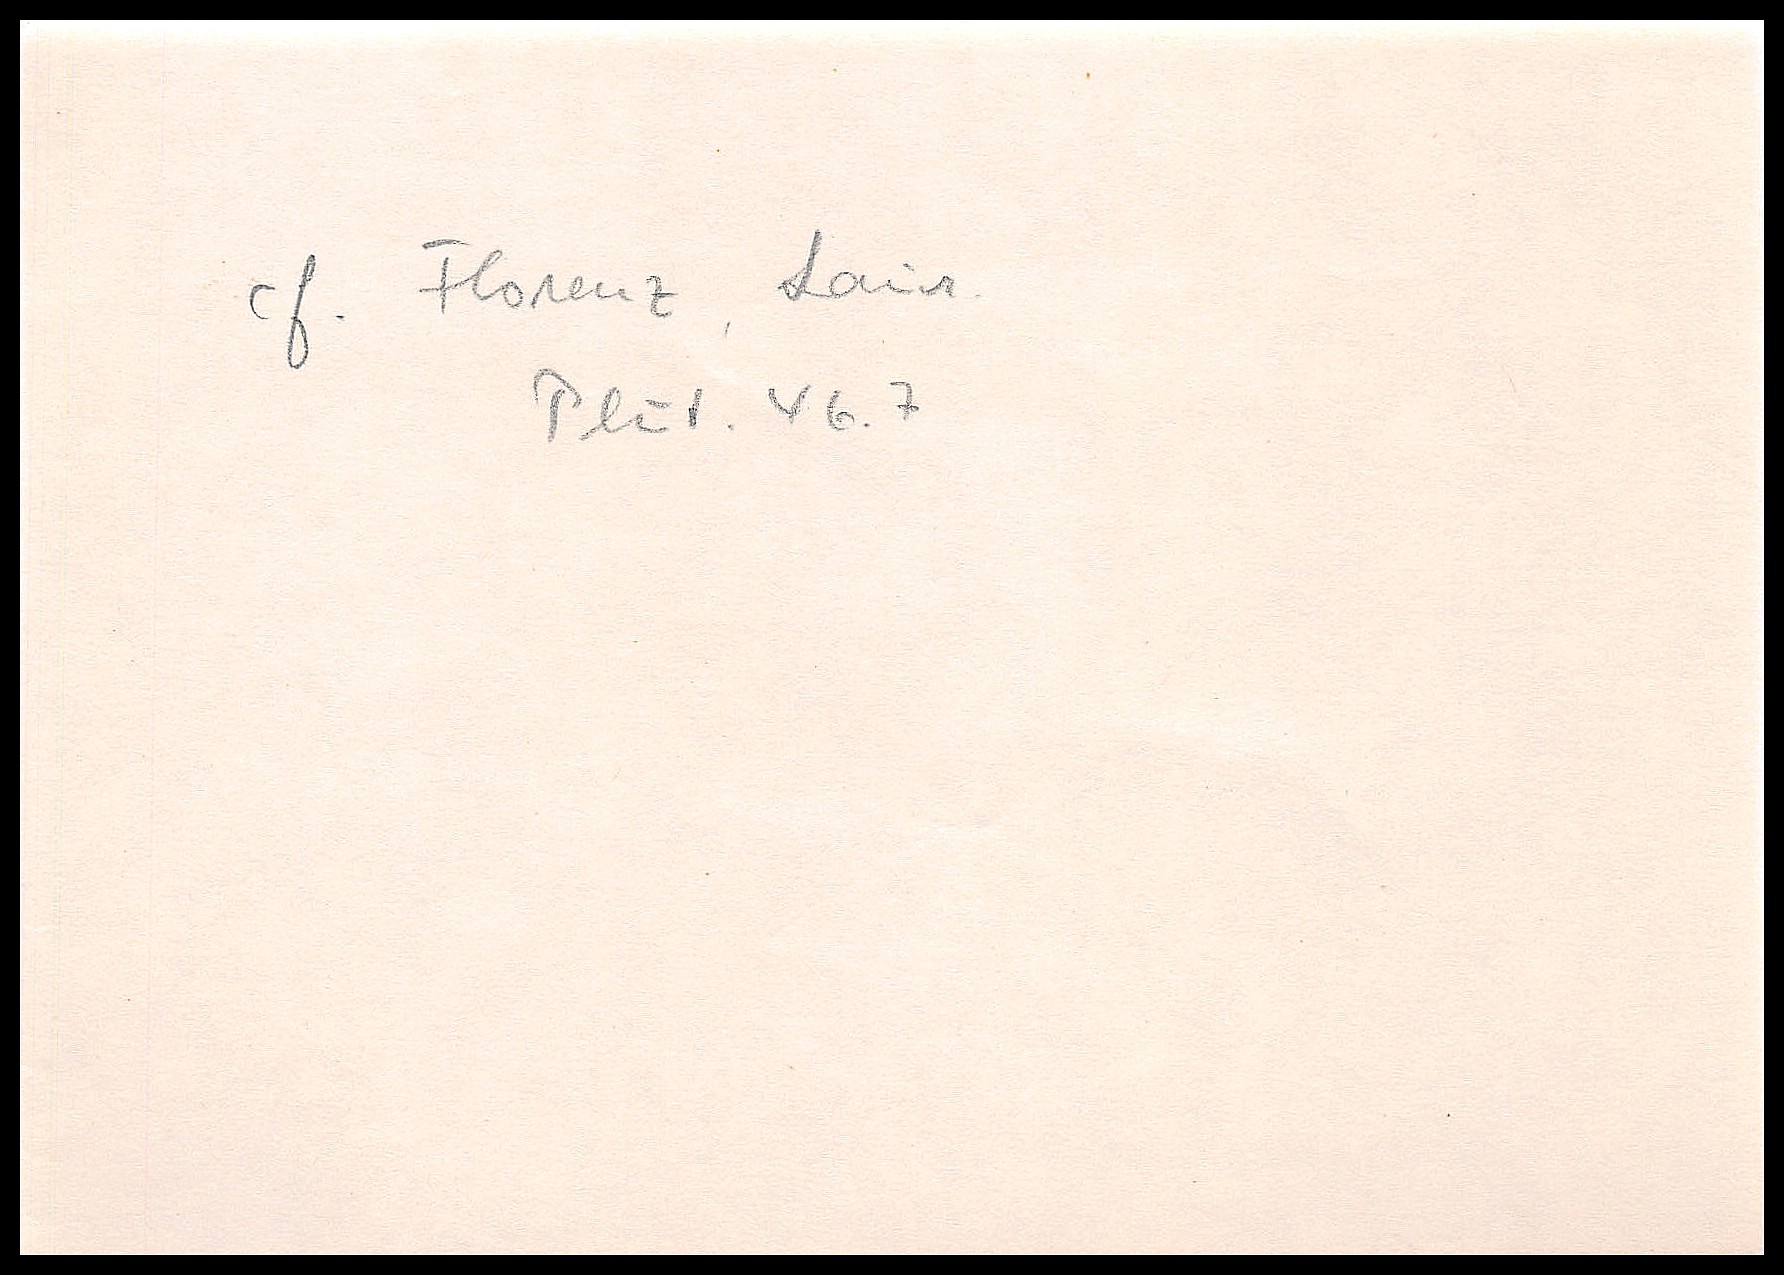 cf. Florenz, Laur.
Plut. 46.7